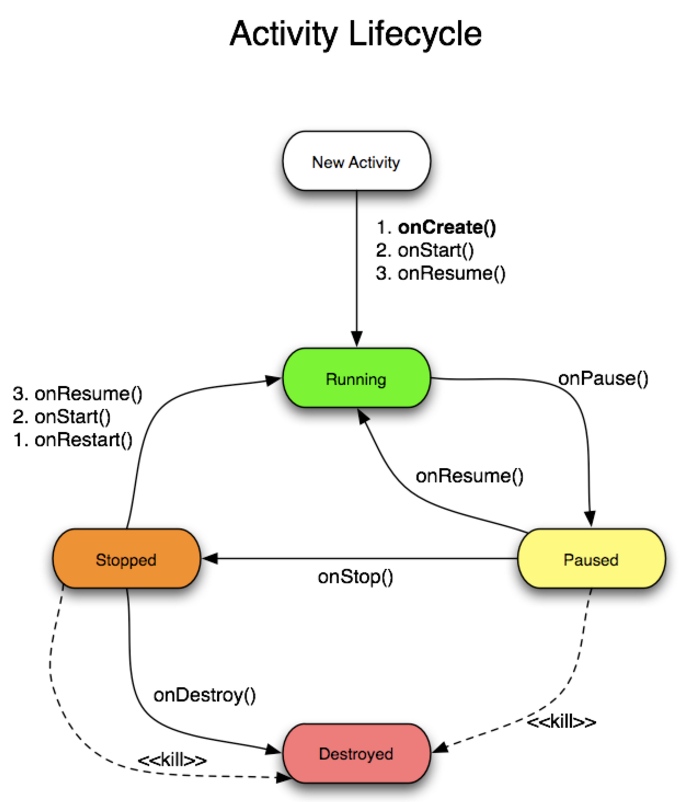 Activity Lifecycle
New Activity
1. onCreate()
2. onStart()
3. onResume()
Running
onPause()
3. onResume()
2. onStart()
1. onRestart()
onResume()
Stopped
Paused
onStop()
onDestroy()
<<kill>>
Destroyed
<<kill>>